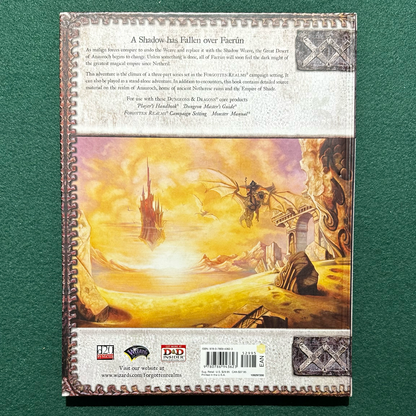 A Shadow has Fallen over Faerûn
As malign forces conspire to undo the Weave and replace it with the Shadow Weave, the Great Desert
of Anauroch begins to change. Unless something is done, all of Faerûn will soon feel the dark might of
the greatest magical empire since Netheril.
This adventure is the climax of a three-part series set in the FORGOTTEN REALMS® campaign setting. It
can also be played as a stand-alone adventure. In addition to encounters, this book contains detailed source
material on the realm of Anauroch, home of ancient Netherese ruins and the Empire of Shade.
For use with these DUNGEONS & DRAGONS® core products
Player's Handbook® Dungeon Master's Guide®
FORGOTTEN REALMS® Campaign Setting Monster Manual®
D&D
INSIDER
Visit our website at
www.wizards.com/forgottenrealms
EAN